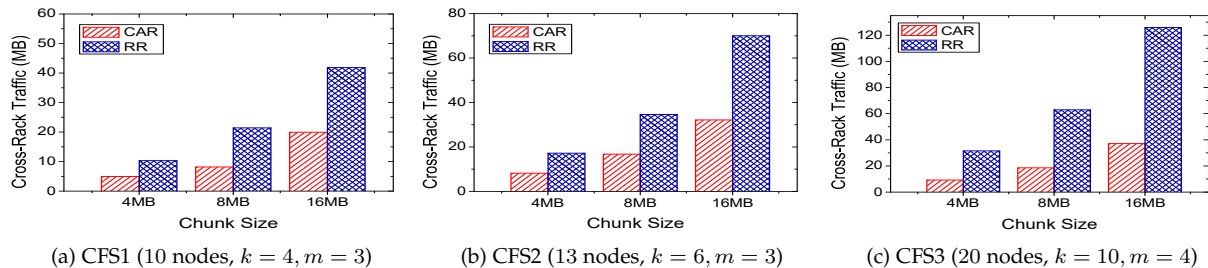 60
50
40
30
20
10
0
Cross-Rack Traffic (MB)
CAR
RR
4MB
8MB
16MB
Chunk Size
(a) CFS1 (10 nodes, k = 4, m = 3)
80
60
40
20
0
Cross-Rack Traffic (MB)
CAR
RR
4MB
8MB
16MB
Chunk Size
(b) CFS2 (13 nodes, k = 6, m = 3)
120
100
80
60
40
20
0
Cross-Rack Traffic (MB)
CAR
RR
4MB
8MB
16MB
Chunk Size
(c) CFS3 (20 nodes, k = 10, m = 4)